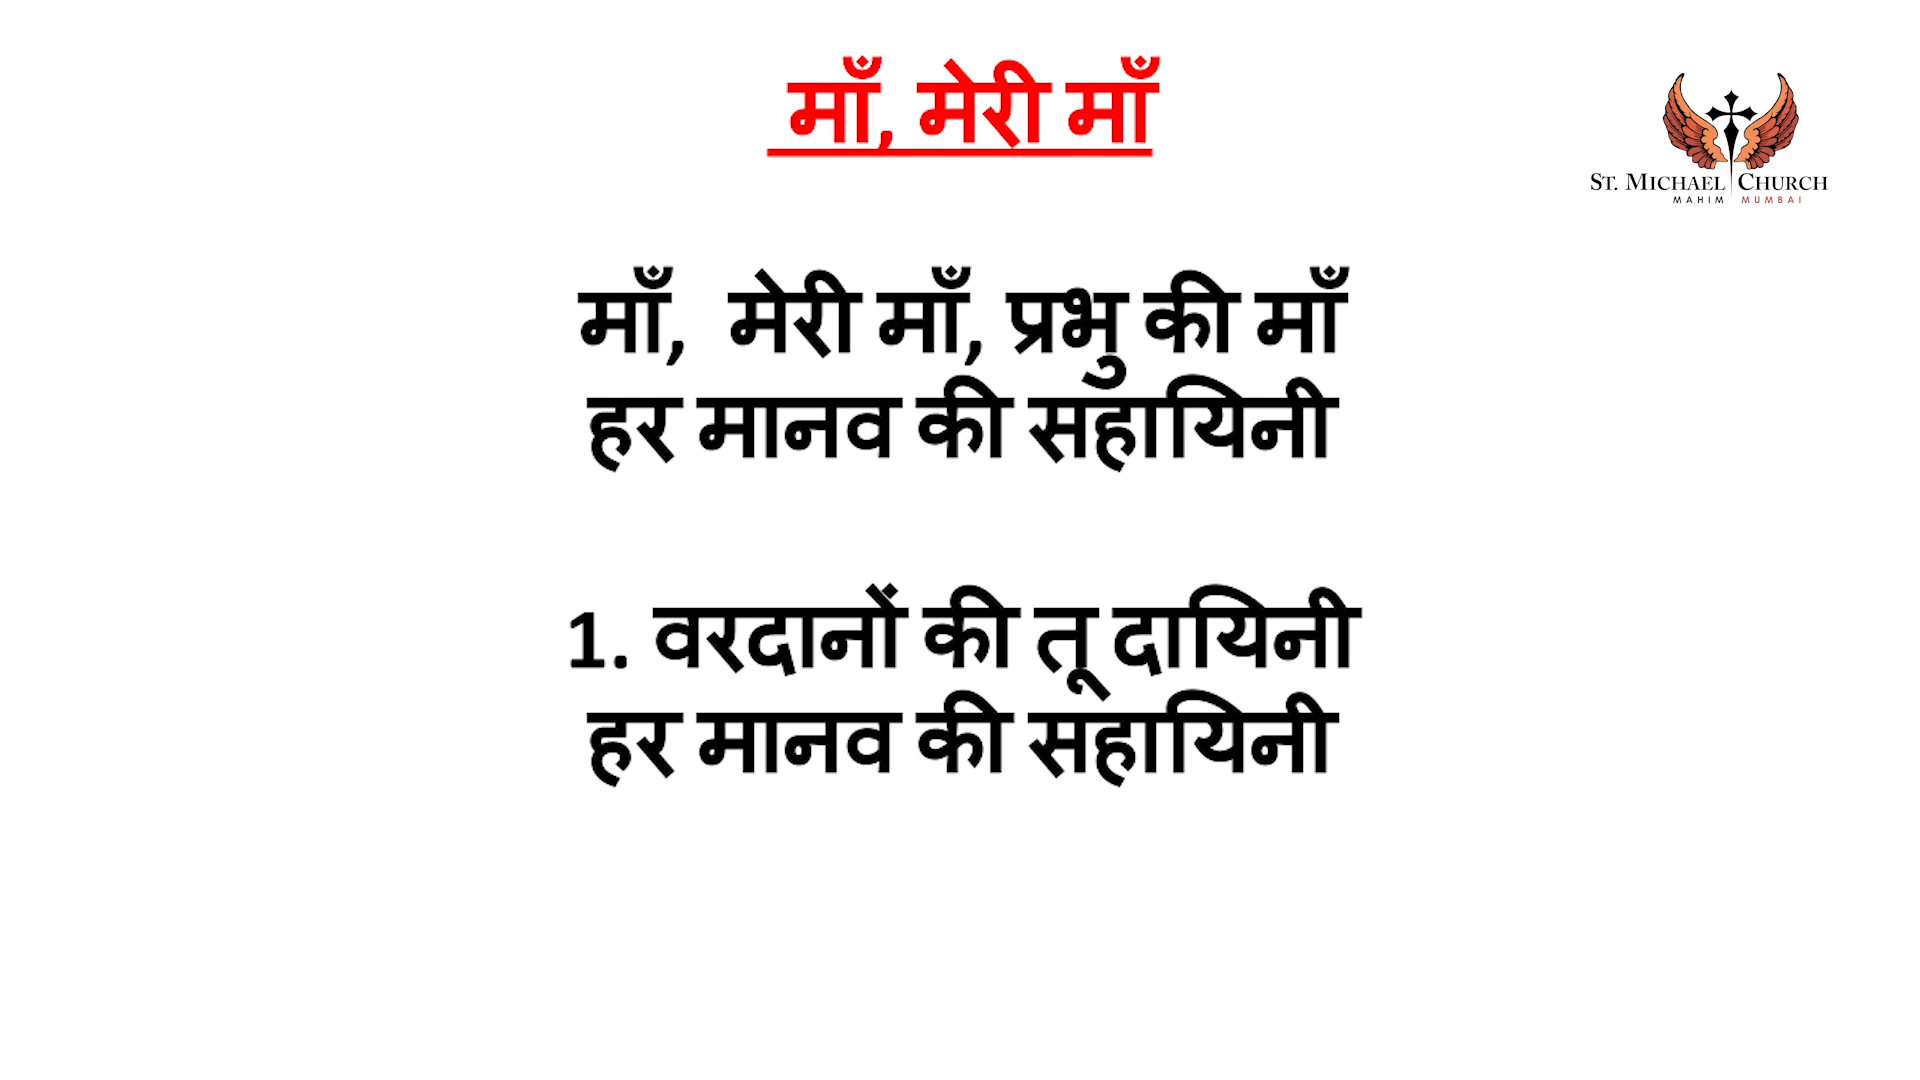 माँ, मेरी माँ
ST. MICHAEL CHURCH
MAHIM MUMBAI
माँ, मेरी माँ, प्रभु की माँ
हर मानव की सहायिनी
1. वरदानों की तू दायिनी
हर मानव की सहायिनी